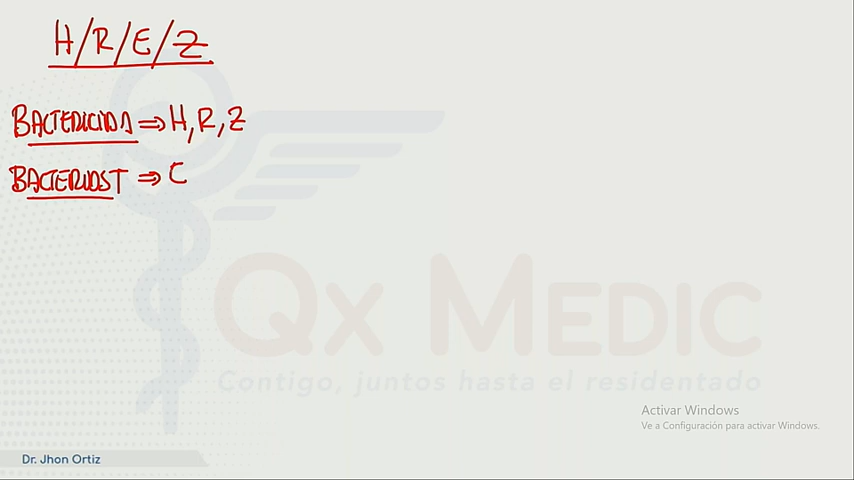 H/R/E/Z
BACTERICIDA ⇒ H, R, Z
BACTERIOST ⇒ C
Qx MEDIC
Contigo, juntos hasta el residentado
Activar Windows
Ve a Configuración para activar Windows.
Dr. Jhon Ortiz